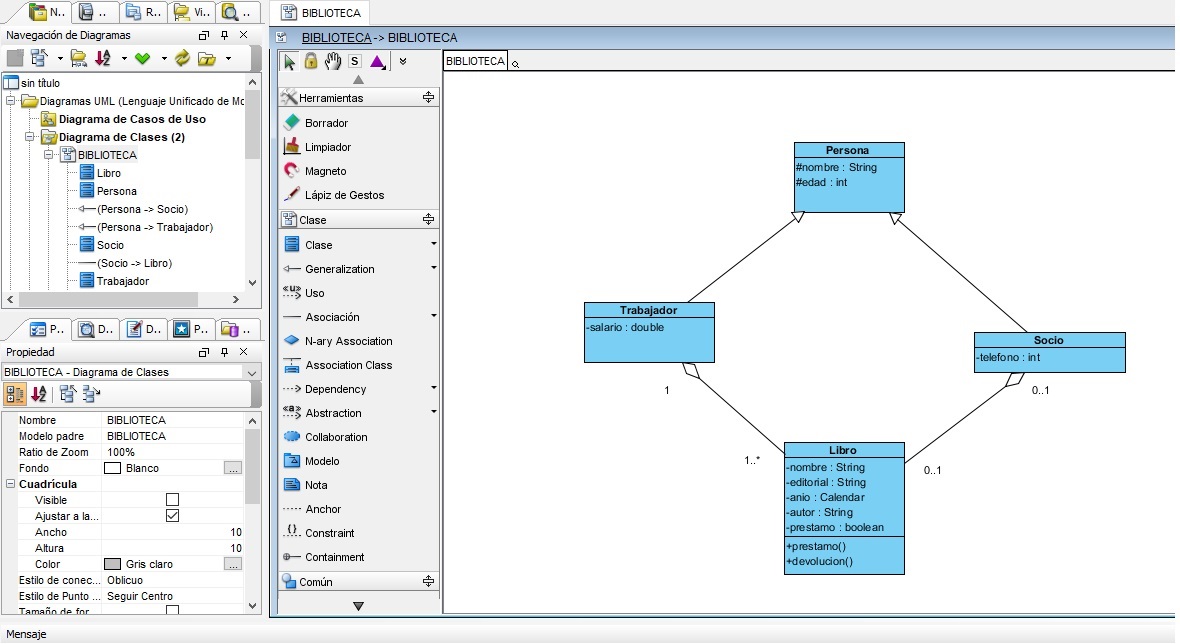 N..
..
R..
Vi..
..
BIBLIOTECA
Navegación de Diagramas
BIBLIOTECA -> BIBLIOTECA
S
BIBLIOTECA
sin título
Diagramas UML (Lenguaje Unificado de Mo
Diagrama de Casos de Uso
Diagrama de Clases (2)
BIBLIOTECA
Libro
Persona
(Persona -> Socio)
(Persona -> Trabajador)
Socio
(Socio -> Libro)
Trabajador
P..
D..
D..
P..
..
Propiedad
BIBLIOTECA - Diagrama de Clases
Nombre BIBLIOTECA
Modelo padre BIBLIOTECA
Ratio de Zoom 100%
Fondo Blanco ...
Cuadrícula
Visible
Ajustar a la...
Ancho 10
Altura 10
Color Gris claro ...
Estilo de conec... Oblicuo
Estilo de Punto ... Seguir Centro
Tamaño de for
Mensaje
Herramientas
Borrador
Limpiador
Magneto
Lápiz de Gestos
Clase
Clase
Generalization
Uso
Asociación
N-ary Association
Association Class
Dependency
Abstraction
Collaboration
Modelo
Nota
Anchor
Constraint
Containment
Común
Persona
#nombre : String
#edad : int
Trabajador
-salario : double
Socio
-telefono : int
1
0..1
1..*
0..1
Libro
-nombre : String
-editorial : String
-anio : Calendar
-autor : String
-prestamo : boolean
+prestamo()
+devolucion()